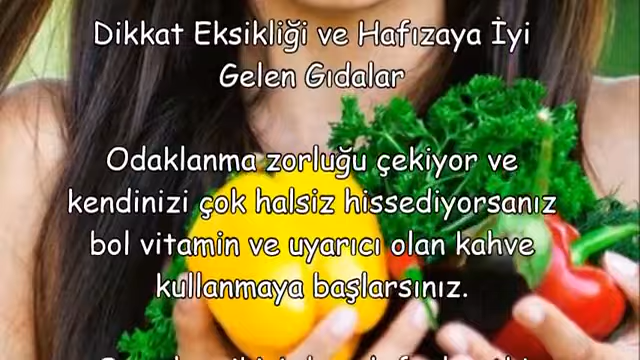 Dikkat Eksikliği ve Hafızaya İyi
Gelen Gıdalar
Odaklanma zorluğu çekiyor ve
kendinizi çok halsiz hissediyorsanız
bol vitamin ve uyarıcı olan kahve
kullanmaya başlarsınız.